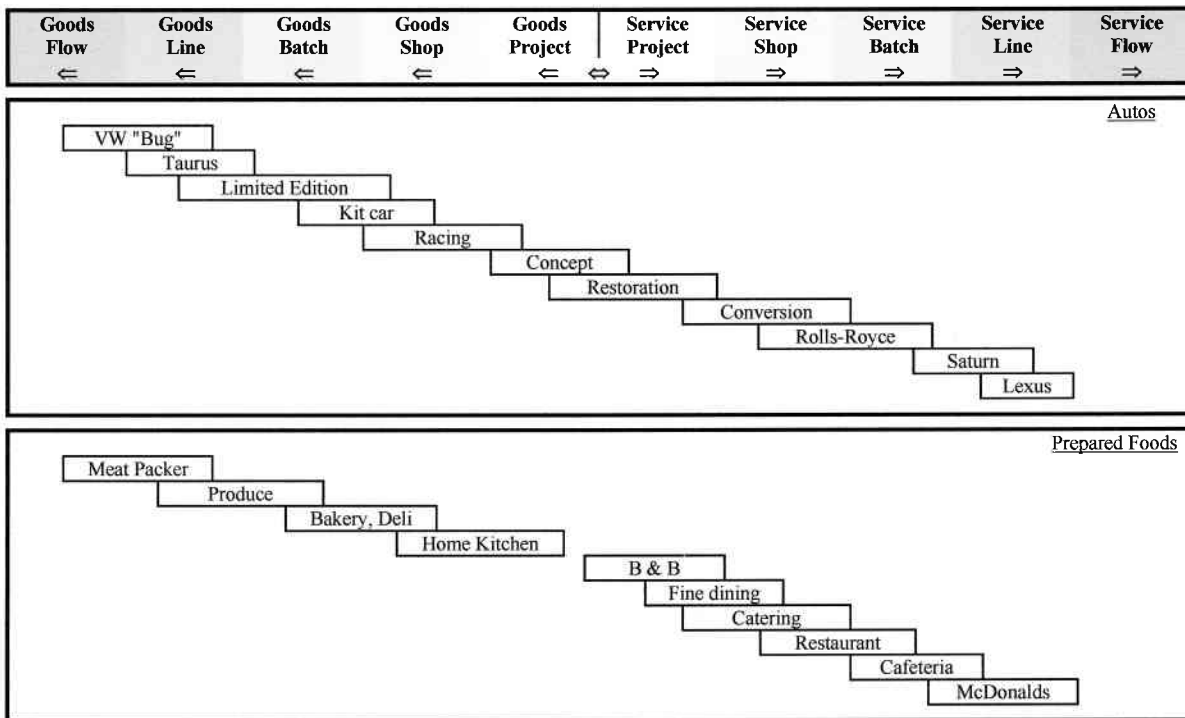 Goods Goods Goods Goods Goods Service Service Service Service Service
Flow Line Batch Shop Project Project Shop Batch Line Flow
⇐ ⇐ ⇐ ⇐ ⇐ ⇔ ⇒ ⇒ ⇒ ⇒ ⇒
Autos
VW "Bug"
Taurus
Limited Edition
Kit car
Racing
Concept
Restoration
Conversion
Rolls-Royce
Saturn
Lexus
Prepared Foods
Meat Packer
Produce
Bakery, Deli
Home Kitchen
B & B
Fine dining
Catering
Restaurant
Cafeteria
McDonalds